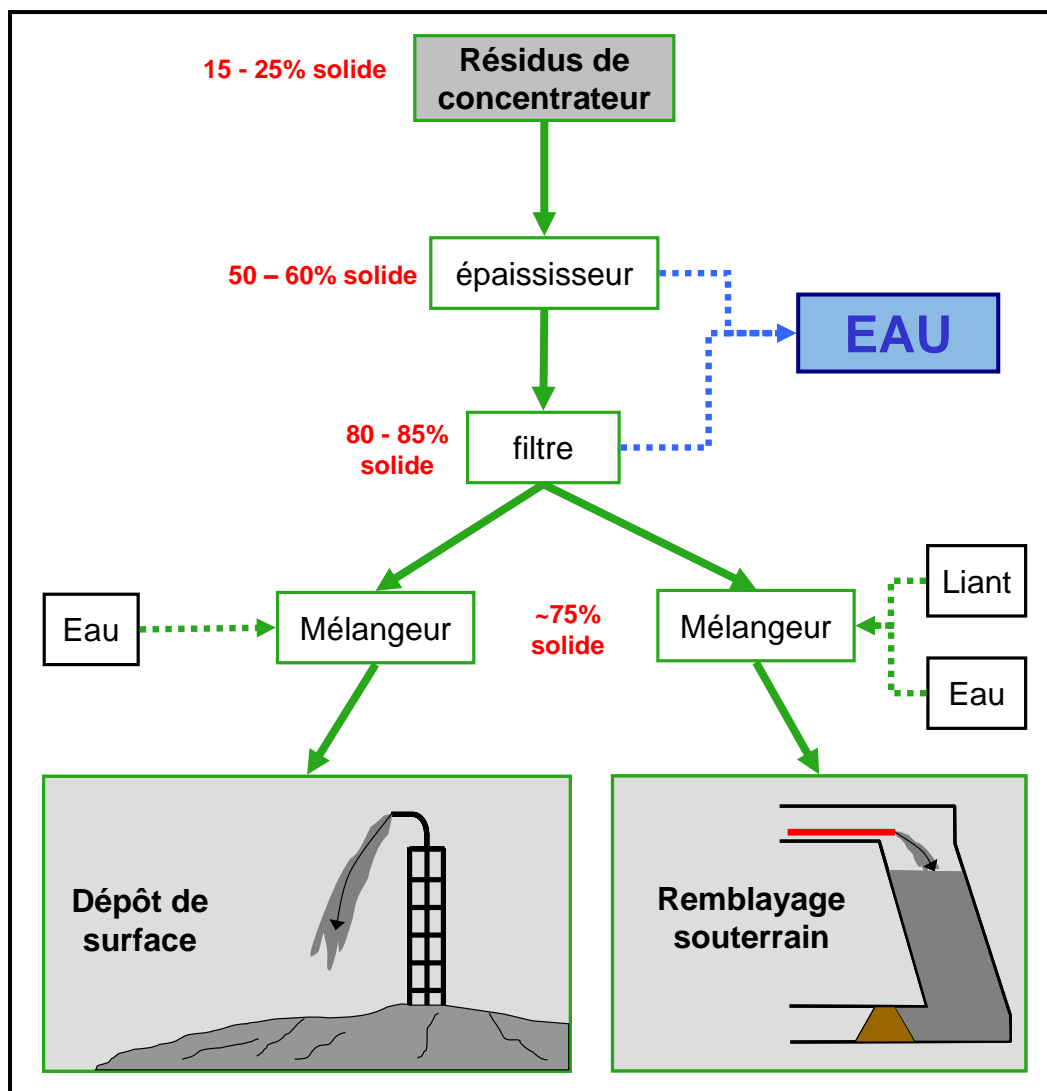 15 - 25% solide
Résidus de
concentrateur
50 – 60% solide
épaississeur
EAU
80 - 85%
solide
filtre
Eau
Mélangeur
~75%
solide
Mélangeur
Liant
Eau
Dépôt de
surface
Remblayage
souterrain